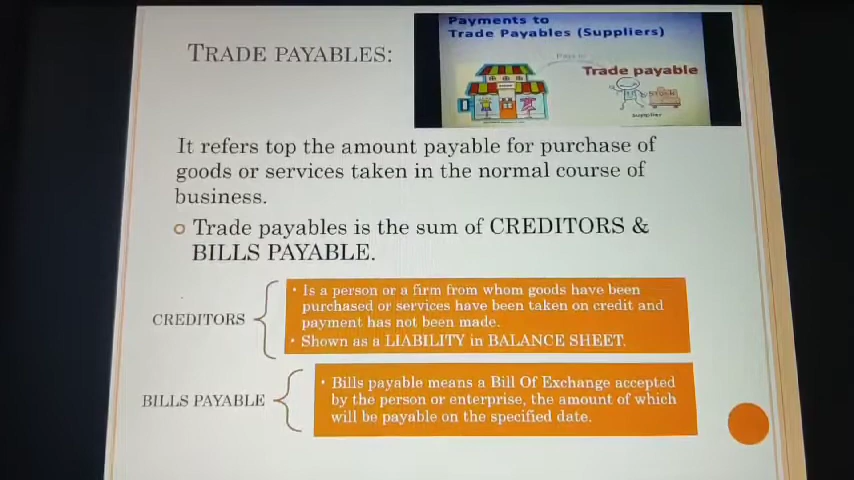 Payments to
Trade Payables (Suppliers)
TRADE PAYABLES:
Trade payable
STOCK
It refers top the amount payable for purchase of
goods or services taken in the normal course of
business.
Trade payables is the sum of CREDITORS &
BILLS PAYABLE.
• Is a person or a firm from whom goods have been
purchased or services have been taken on credit and
payment has not been made.
• Shown as a LIABILITY in BALANCE SHEET.
CREDITORS
• Bills payable means a Bill Of Exchange accepted
by the person or enterprise, the amount of which
will be payable on the specified date.
BILLS PAYABLE